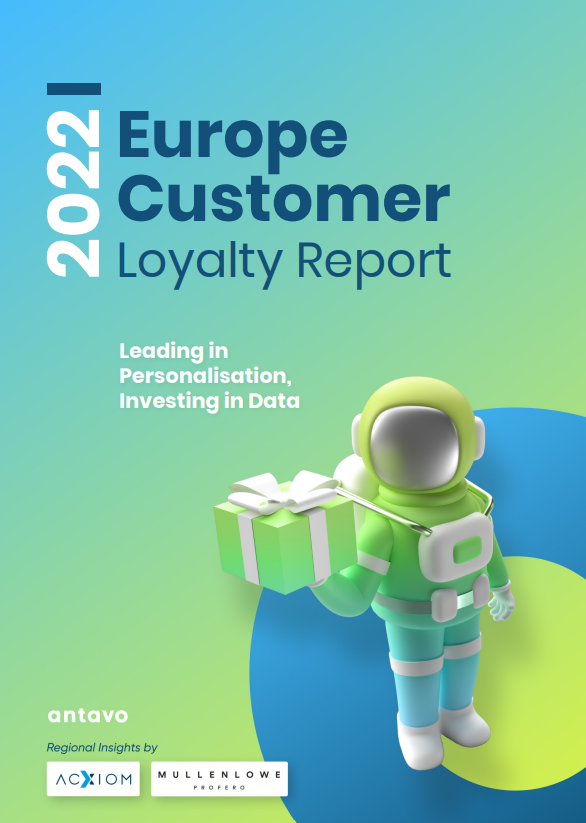 2022
Europe
Customer
Loyalty Report
Leading in
Personalisation,
Investing in Data
antavo
Regional Insights by
ACXIOM
MULLENLOWE
PROFERO